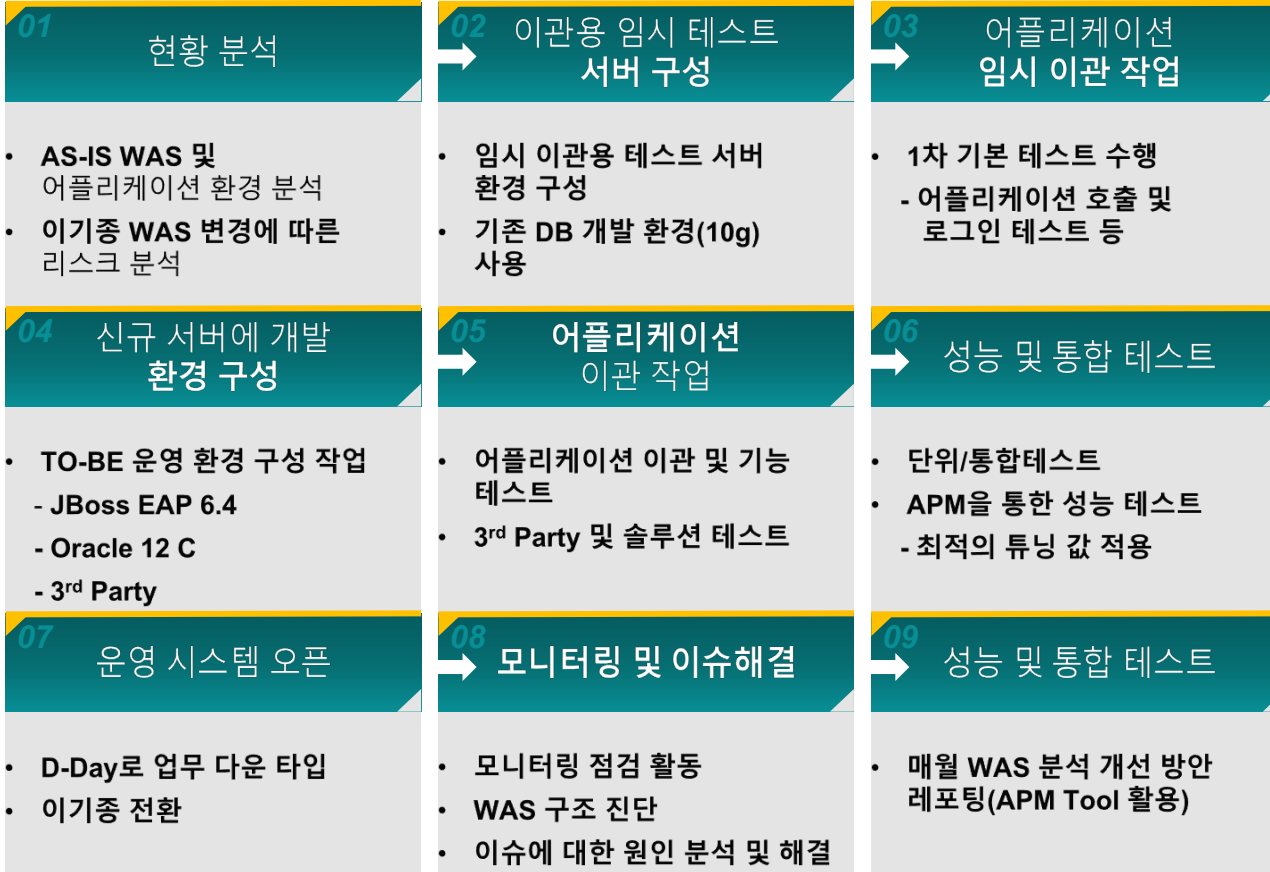 01
현황 분석
• AS-IS WAS 및
어플리케이션 환경 분석
• 이기종 WAS 변경에 따른
리스크 분석
02
이관용 임시 테스트
서버 구성
• 임시 이관용 테스트 서버
환경 구성
• 기존 DB 개발 환경(10g)
사용
03
어플리케이션
임시 이관 작업
• 1차 기본 테스트 수행
- 어플리케이션 호출 및
로그인 테스트 등
04
신규 서버에 개발
환경 구성
• TO-BE 운영 환경 구성 작업
- JBoss EAP 6.4
- Oracle 12 C
- 3rd Party
05
어플리케이션
이관 작업
• 어플리케이션 이관 및 기능
테스트
• 3rd Party 및 솔루션 테스트
06
성능 및 통합 테스트
• 단위/통합테스트
• APM을 통한 성능 테스트
- 최적의 튜닝 값 적용
07
운영 시스템 오픈
• D-Day로 업무 다운 타입
• 이기종 전환
08
모니터링 및 이슈해결
• 모니터링 점검 활동
• WAS 구조 진단
• 이슈에 대한 원인 분석 및 해결
09
성능 및 통합 테스트
• 매월 WAS 분석 개선 방안
레포팅(APM Tool 활용)